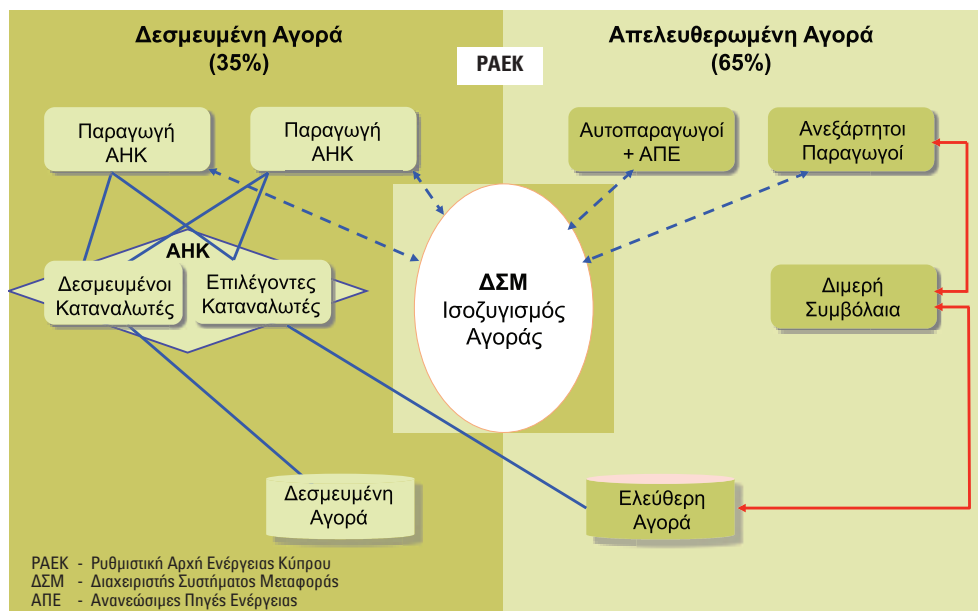 Δεσμευμένη Αγορά
(35%)
ΡΑΕΚ
Απελευθερωμένη Αγορά
(65%)
Παραγωγή
ΑΗΚ
Παραγωγή
ΑΗΚ
Αυτοπαραγωγοί
+ ΑΠΕ
Ανεξάρτητοι
Παραγωγοί
ΑΗΚ
Δεσμευμένοι
Καταναλωτές
Επιλέγοντες
Καταναλωτές
ΔΣΜ
Ισοζυγισμός
Αγοράς
Διμερή
Συμβόλαια
Δεσμευμένη
Αγορά
Ελεύθερη
Αγορά
ΡΑΕΚ - Ρυθμιστική Αρχή Ενέργειας Κύπρου
ΔΣΜ - Διαχειριστής Συστήματος Μεταφοράς
ΑΠΕ - Ανανεώσιμες Πηγές Ενέργειας